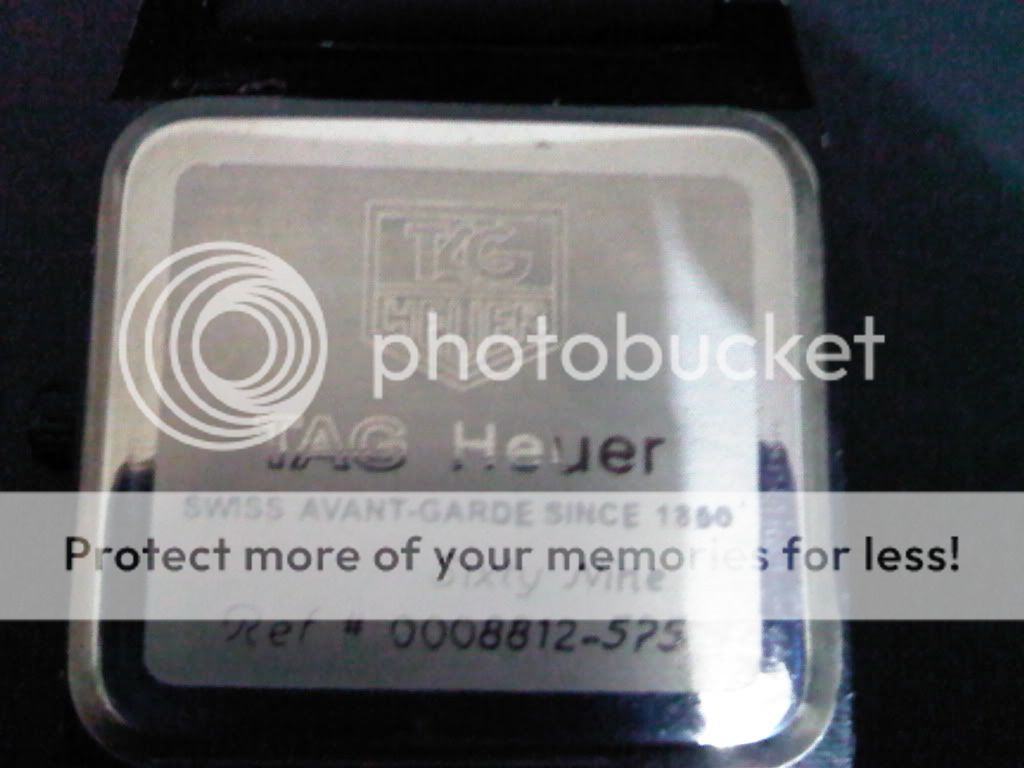 TAG
HEUER
photobucket
TAG Heuer
SWISS AVANT-GARDE SINCE 1860
Protect more of your memories for less!
Sixty Nine
Ref # 0008812-575